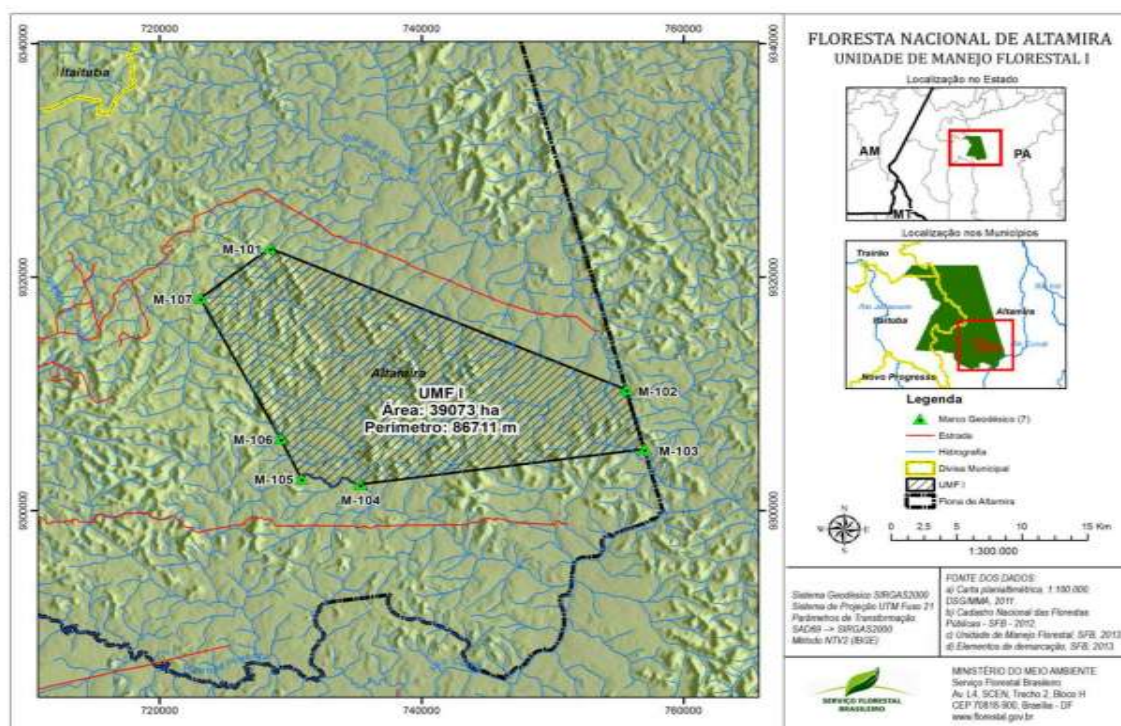 720000 740000 760000
FLORESTA NACIONAL DE ALTAMIRA
UNIDADE DE MANEJO FLORESTAL I
Localização no Estado
AM
PA
MT
Localização nos Municípios
Trairão
Altamira
Itaituba
Novo Progresso
Legenda
Marco Geodésico (7)
Estrada
Hidrografia
Divisa Municipal
UMF I
Flona de Altamira
N
W E
S
0 2,5 5 10 15 Km
1:300.000
9340000
9340000
Itaituba
M-101
9320000
9320000
M-107
Altamira
UMF I
Área: 39073 ha
Perímetro: 86711 m
M-102
M-106
M-103
M-105
M-104
9300000
9300000
720000 740000 760000
Sistema Geodésico SIRGAS2000
Sistema de Projeção UTM Fuso 21
Parâmetros de Transformação
SAD69 --> SIRGAS2000
Método NTV2 (IBGE)
FONTE DOS DADOS:
a) Carta planialtimétrica, 1:100.000
DSG/MMA, 2011
b) Cadastro Nacional das Florestas
Públicas - SFB - 2012
c) Unidade de Manejo Florestal, SFB, 2013
d) Elementos de demarcação, SFB, 2013
SERVIÇO FLORESTAL
BRASILEIRO
MINISTÉRIO DO MEIO AMBIENTE
Serviço Florestal Brasileiro
Av. L4, SCEN, Trecho 2, Bloco H
CEP 70818-900, Brasília - DF
www.florestal.gov.br